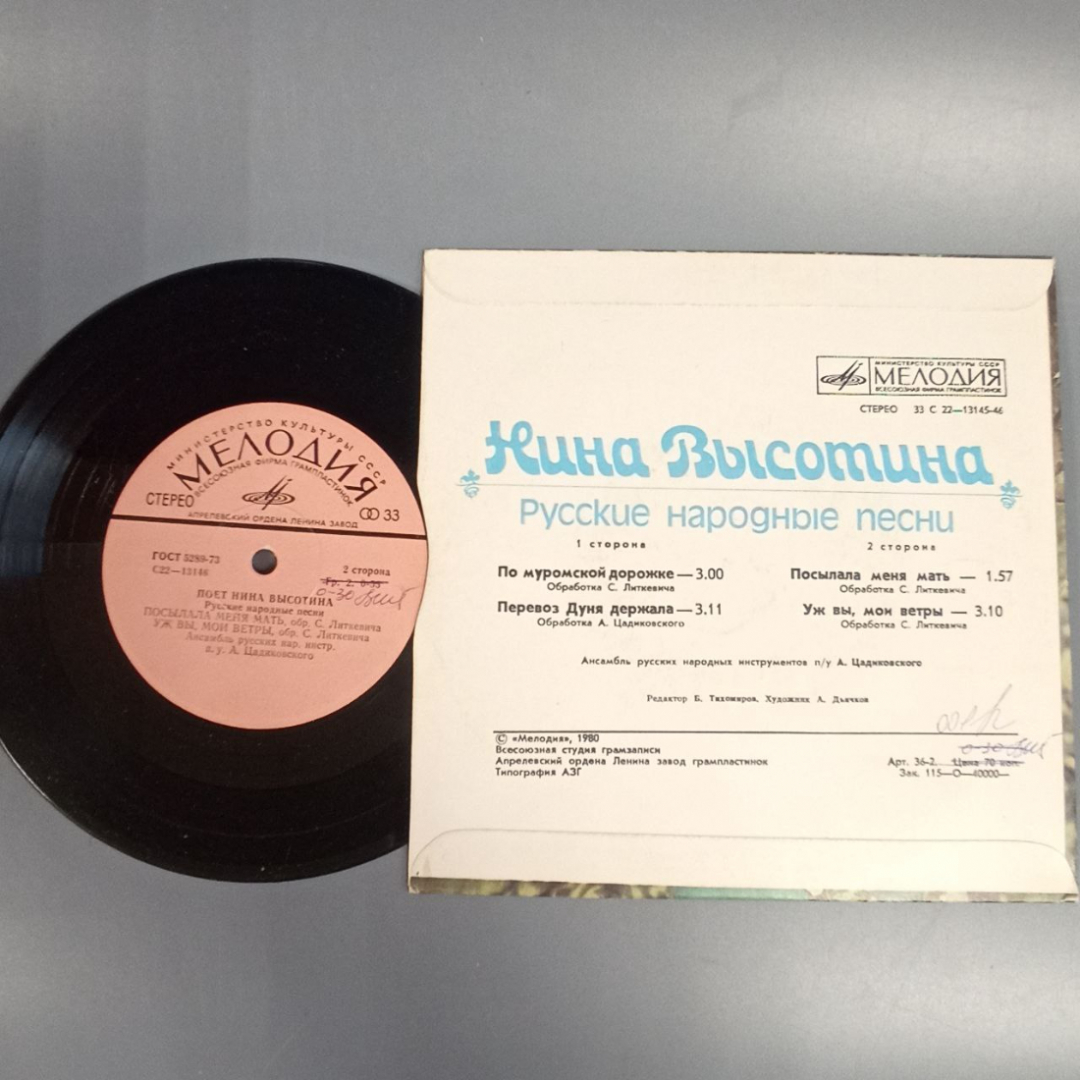 МИНИСТЕРСТВО КУЛЬТУРЫ СССР
МЕЛОДИЯ
ВСЕСОЮЗНАЯ ФИРМА ГРАМПЛАСТИНОК
СТЕРЕО
33
АПРЕЛЕВСКИЙ ОРДЕНА ЛЕНИНА ЗАВОД
ГОСТ 5289-73
С22—13146
2 сторона
Гр. 2.
0-30
ПОЕТ НИНА ВЫСОТИНА
Русские народные песни
ПОСЫЛАЛА МЕНЯ МАТЬ, обр. С. Литкевича
УЖ ВЫ, МОИ ВЕТРЫ, обр. С. Литкевича
Ансамбль русских нар. инстр.
п. у. А. Цадиковского
МИНИСТЕРСТВО КУЛЬТУРЫ СССР
МЕЛОДИЯ
ВСЕСОЮЗНАЯ ФИРМА ГРАМПЛАСТИНОК
СТЕРЕО 33 С 22—13145-46
Нина Высотина
Русские народные песни
1 сторона
По муромской дорожке — 3.00
Обработка С. Литкевича
Перевоз Дуня держала — 3.11
Обработка А. Цадиковского
2 сторона
Посылала меня мать — 1.57
Обработка С. Литкевича
Уж вы, мои ветры — 3.10
Обработка С. Литкевича
Ансамбль русских народных инструментов п/у А. Цадиковского
Редактор Б. Тихомиров. Художник А. Дьячков
© «Мелодия», 1980
Всесоюзная студия грамзаписи
Апрелевский ордена Ленина завод грампластинок
Типография АЗГ
0-30
Арт. 36-2. Цена 70 коп.
Зак. 115—О—40000—